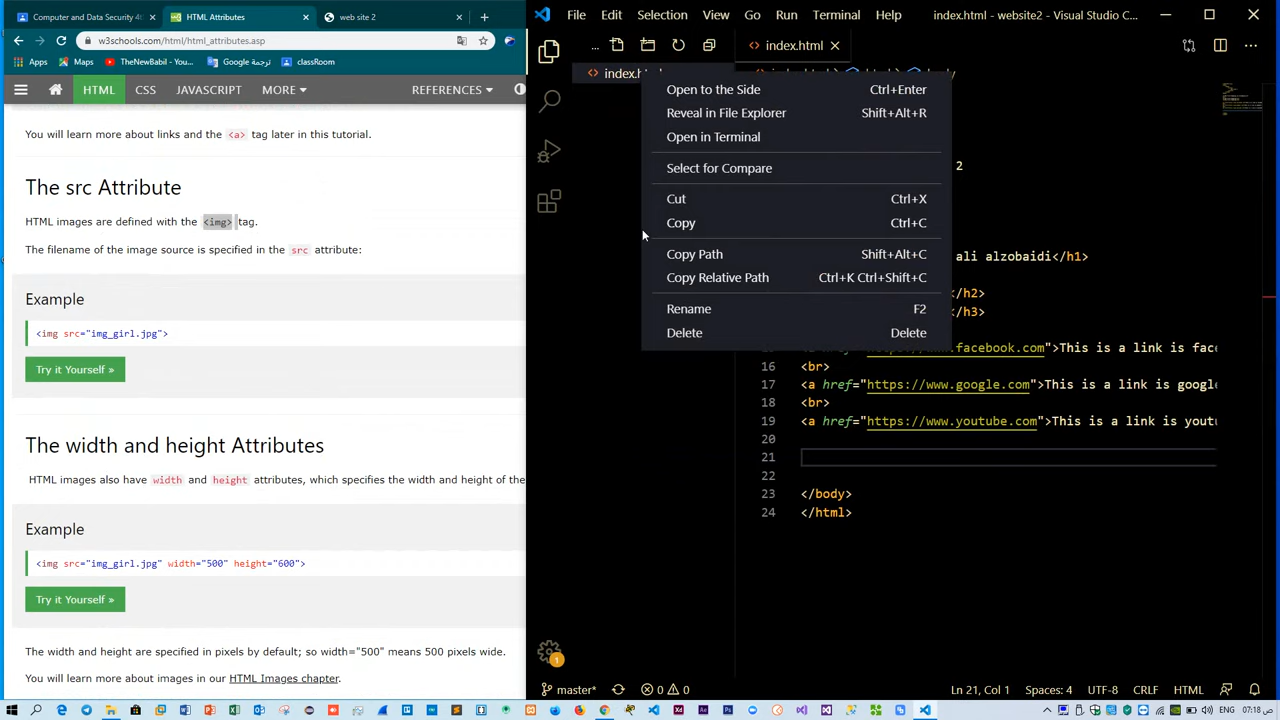 Computer and Data Security 4t
HTML Attributes
web site 2
w3schools.com/html/html_attributes.asp
Apps
Maps
TheNewBabil - You...
Google ترجمة
classRoom
HTML
CSS
JAVASCRIPT
MORE
REFERENCES
You will learn more about links and the <a> tag later in this tutorial.
The src Attribute
HTML images are defined with the <img> tag.
The filename of the image source is specified in the src attribute:
Example
<img src="img_girl.jpg">
Try it Yourself »
The width and height Attributes
HTML images also have width and height attributes, which specifies the width and height of the
Example
<img src="img_girl.jpg" width="500" height="600">
Try it Yourself »
The width and height are specified in pixels by default; so width="500" means 500 pixels wide.
You will learn more about images in our HTML Images chapter.
File Edit Selection View Go Run Terminal Help
index.html - website2 - Visual Studio C...
...
index.html
Open to the Side Ctrl+Enter
Reveal in File Explorer Shift+Alt+R
Open in Terminal
Select for Compare
Cut Ctrl+X
Copy Ctrl+C
Copy Path Shift+Alt+C
Copy Relative Path Ctrl+K Ctrl+Shift+C
Rename F2
Delete Delete
2
ali alzobaidi</h1>
</h2>
</h3>
www.facebook.com">This is a link is face
16 <br>
17 <a href="https://www.google.com">This is a link is google
18 <br>
19 <a href="https://www.youtube.com">This is a link is youtu
20
21
22
23 </body>
24 </html>
1
master*
0
0
Ln 21, Col 1
Spaces: 4
UTF-8
CRLF
HTML
07:18 ص